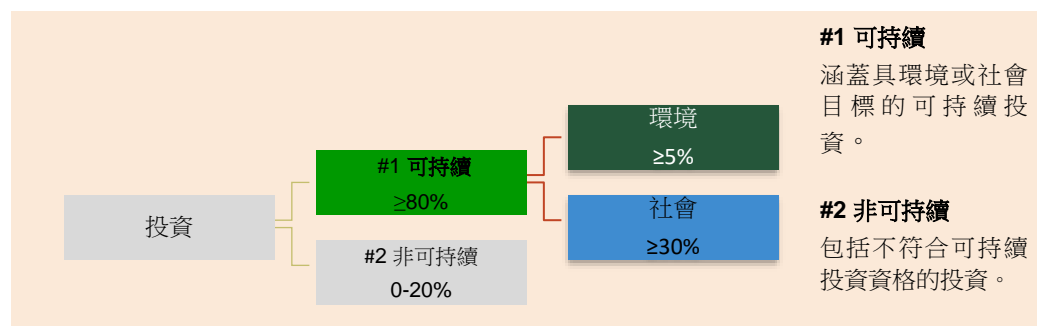 投資
#1 可持續
≥80%
#2 非可持續
0-20%
環境
≥5%
社會
≥30%
#1 可持續
涵蓋具環境或社會
目標的可持續投
資。
#2 非可持續
包括不符合可持續
投資資格的投資。